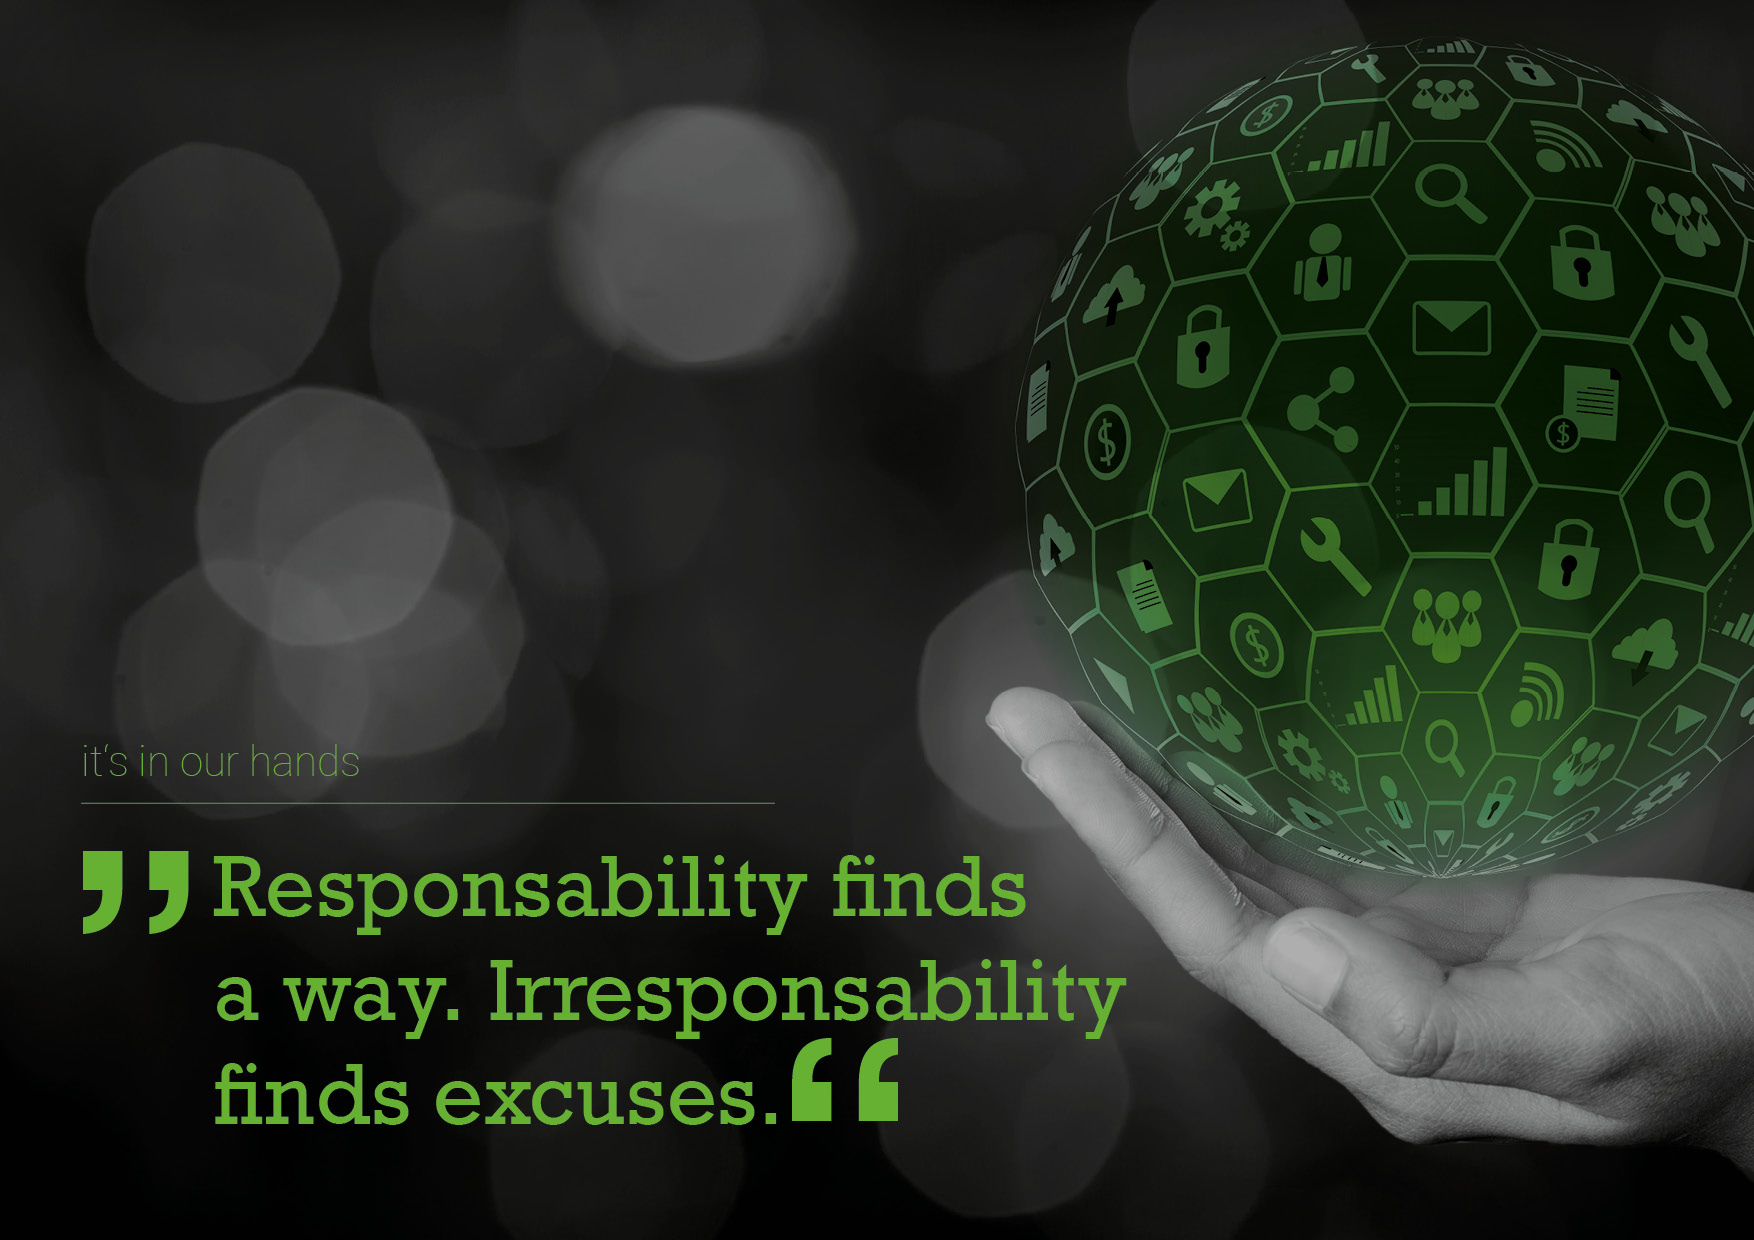 it‘s in our hands
”Responsability finds
a way. Irresponsability
finds excuses.“